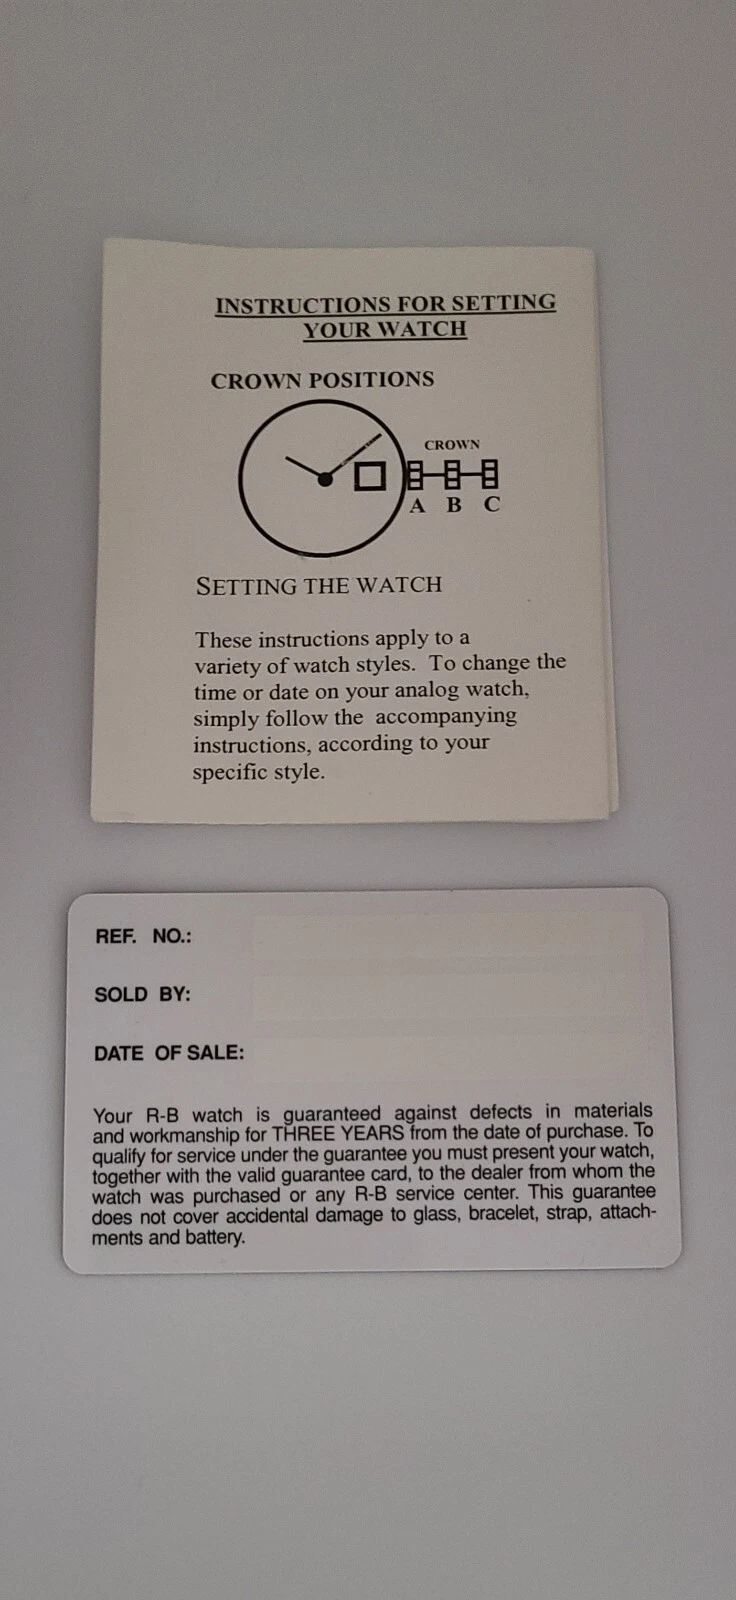 INSTRUCTIONS FOR SETTING
YOUR WATCH
CROWN POSITIONS
CROWN
A B C
SETTING THE WATCH
These instructions apply to a
variety of watch styles. To change the
time or date on your analog watch,
simply follow the accompanying
instructions, according to your
specific style.
REF. NO.:
SOLD BY:
DATE OF SALE:
Your R-B watch is guaranteed against defects in materials
and workmanship for THREE YEARS from the date of purchase. To
qualify for service under the guarantee you must present your watch,
together with the valid guarantee card, to the dealer from whom the
watch was purchased or any R-B service center. This guarantee
does not cover accidental damage to glass, bracelet, strap, attach-
ments and battery.